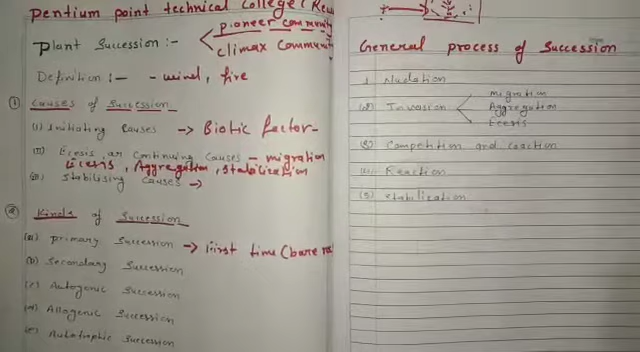 Pentium point technical College (Rew
Plant Succession :-
pioneer community
climax Community
Definition :- - wind, fire
(1) Causes of Succession
(i) Initiating causes -> Biotic factor-
(ii) Ecesis or Continuing Causes - migration
Ecesis, Aggregation, Stabilization
(iii) Stabilising causes ->
(2) Kinds of Succession
(a) primary Succession -> First time (bare
(b) Secondary Succession
(c) Autogenic Succession
(d) Allogenic Succession
(e) Autotrophic Succession
General process of Succession
1. Nudation
(2) Invasion
migration
Aggregation
Ecesis
(3) Competition and coaction
Reaction
(5) Stabilization